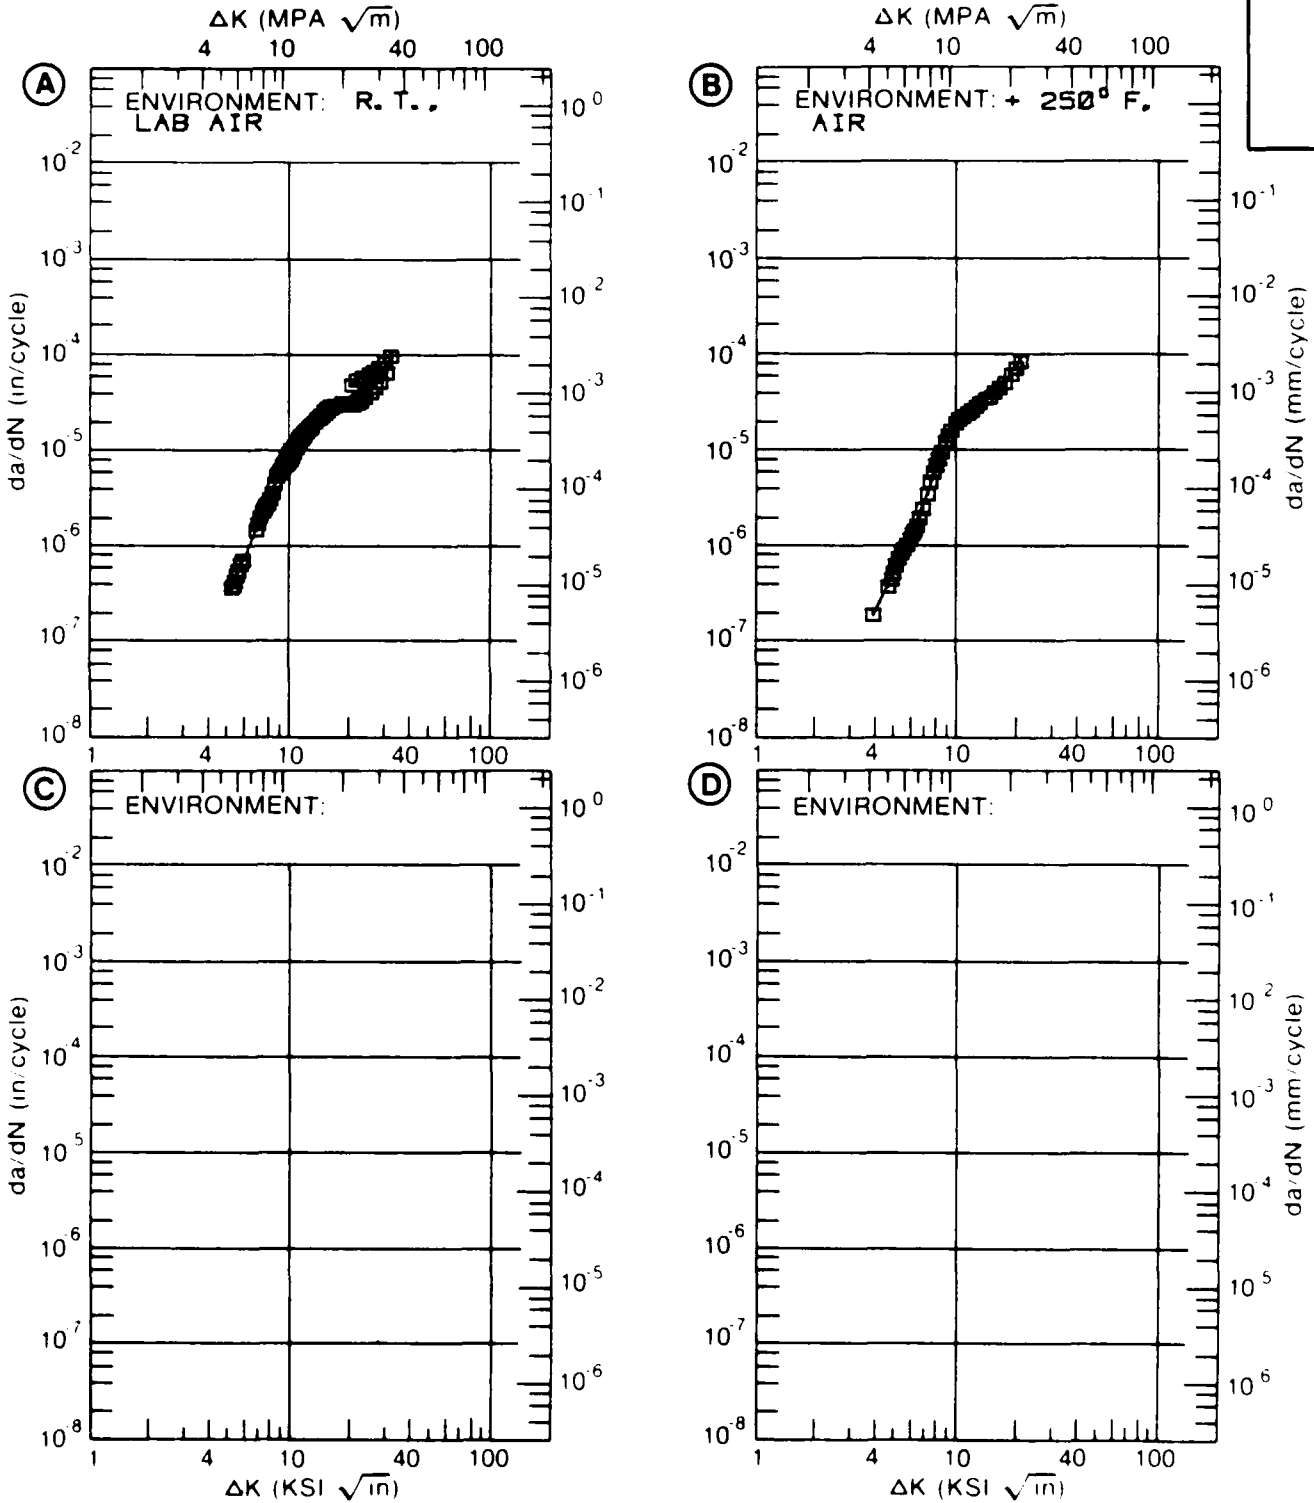 ΔK (MPA √m) ΔK (MPA √m)
4 10 40 100 4 10 40 100
A B
ENVIRONMENT: R.T., ENVIRONMENT: + 250° F.
LAB AIR AIR
10^0
10^-2 10^-2
10^-1 10^-1
10^-3 10^-3
10^-2 10^-2
10^-4 10^-4
10^-3 10^-3
10^-5 10^-5
10^-4 10^-4
10^-6 10^-6
10^-5 10^-5
10^-7 10^-7
10^-6 10^-6
10^-8 10^-8
da/dN (in/cycle) da/dN (mm/cycle)
1 4 10 40 100 1 4 10 40 100
C D
ENVIRONMENT: ENVIRONMENT:
10^0 10^0
10^-2 10^-2
10^-1 10^-1
10^-3 10^-3
10^-2 10^-2
10^-4 10^-4
10^-3 10^-3
10^-5 10^-5
10^-4 10^-4
10^-6 10^-6
10^-5 10^-5
10^-7 10^-7
10^-6 10^-6
10^-8 10^-8
da/dN (in/cycle) da/dN (mm/cycle)
1 4 10 40 100 1 4 10 40 100
ΔK (KSI √in) ΔK (KSI √in)